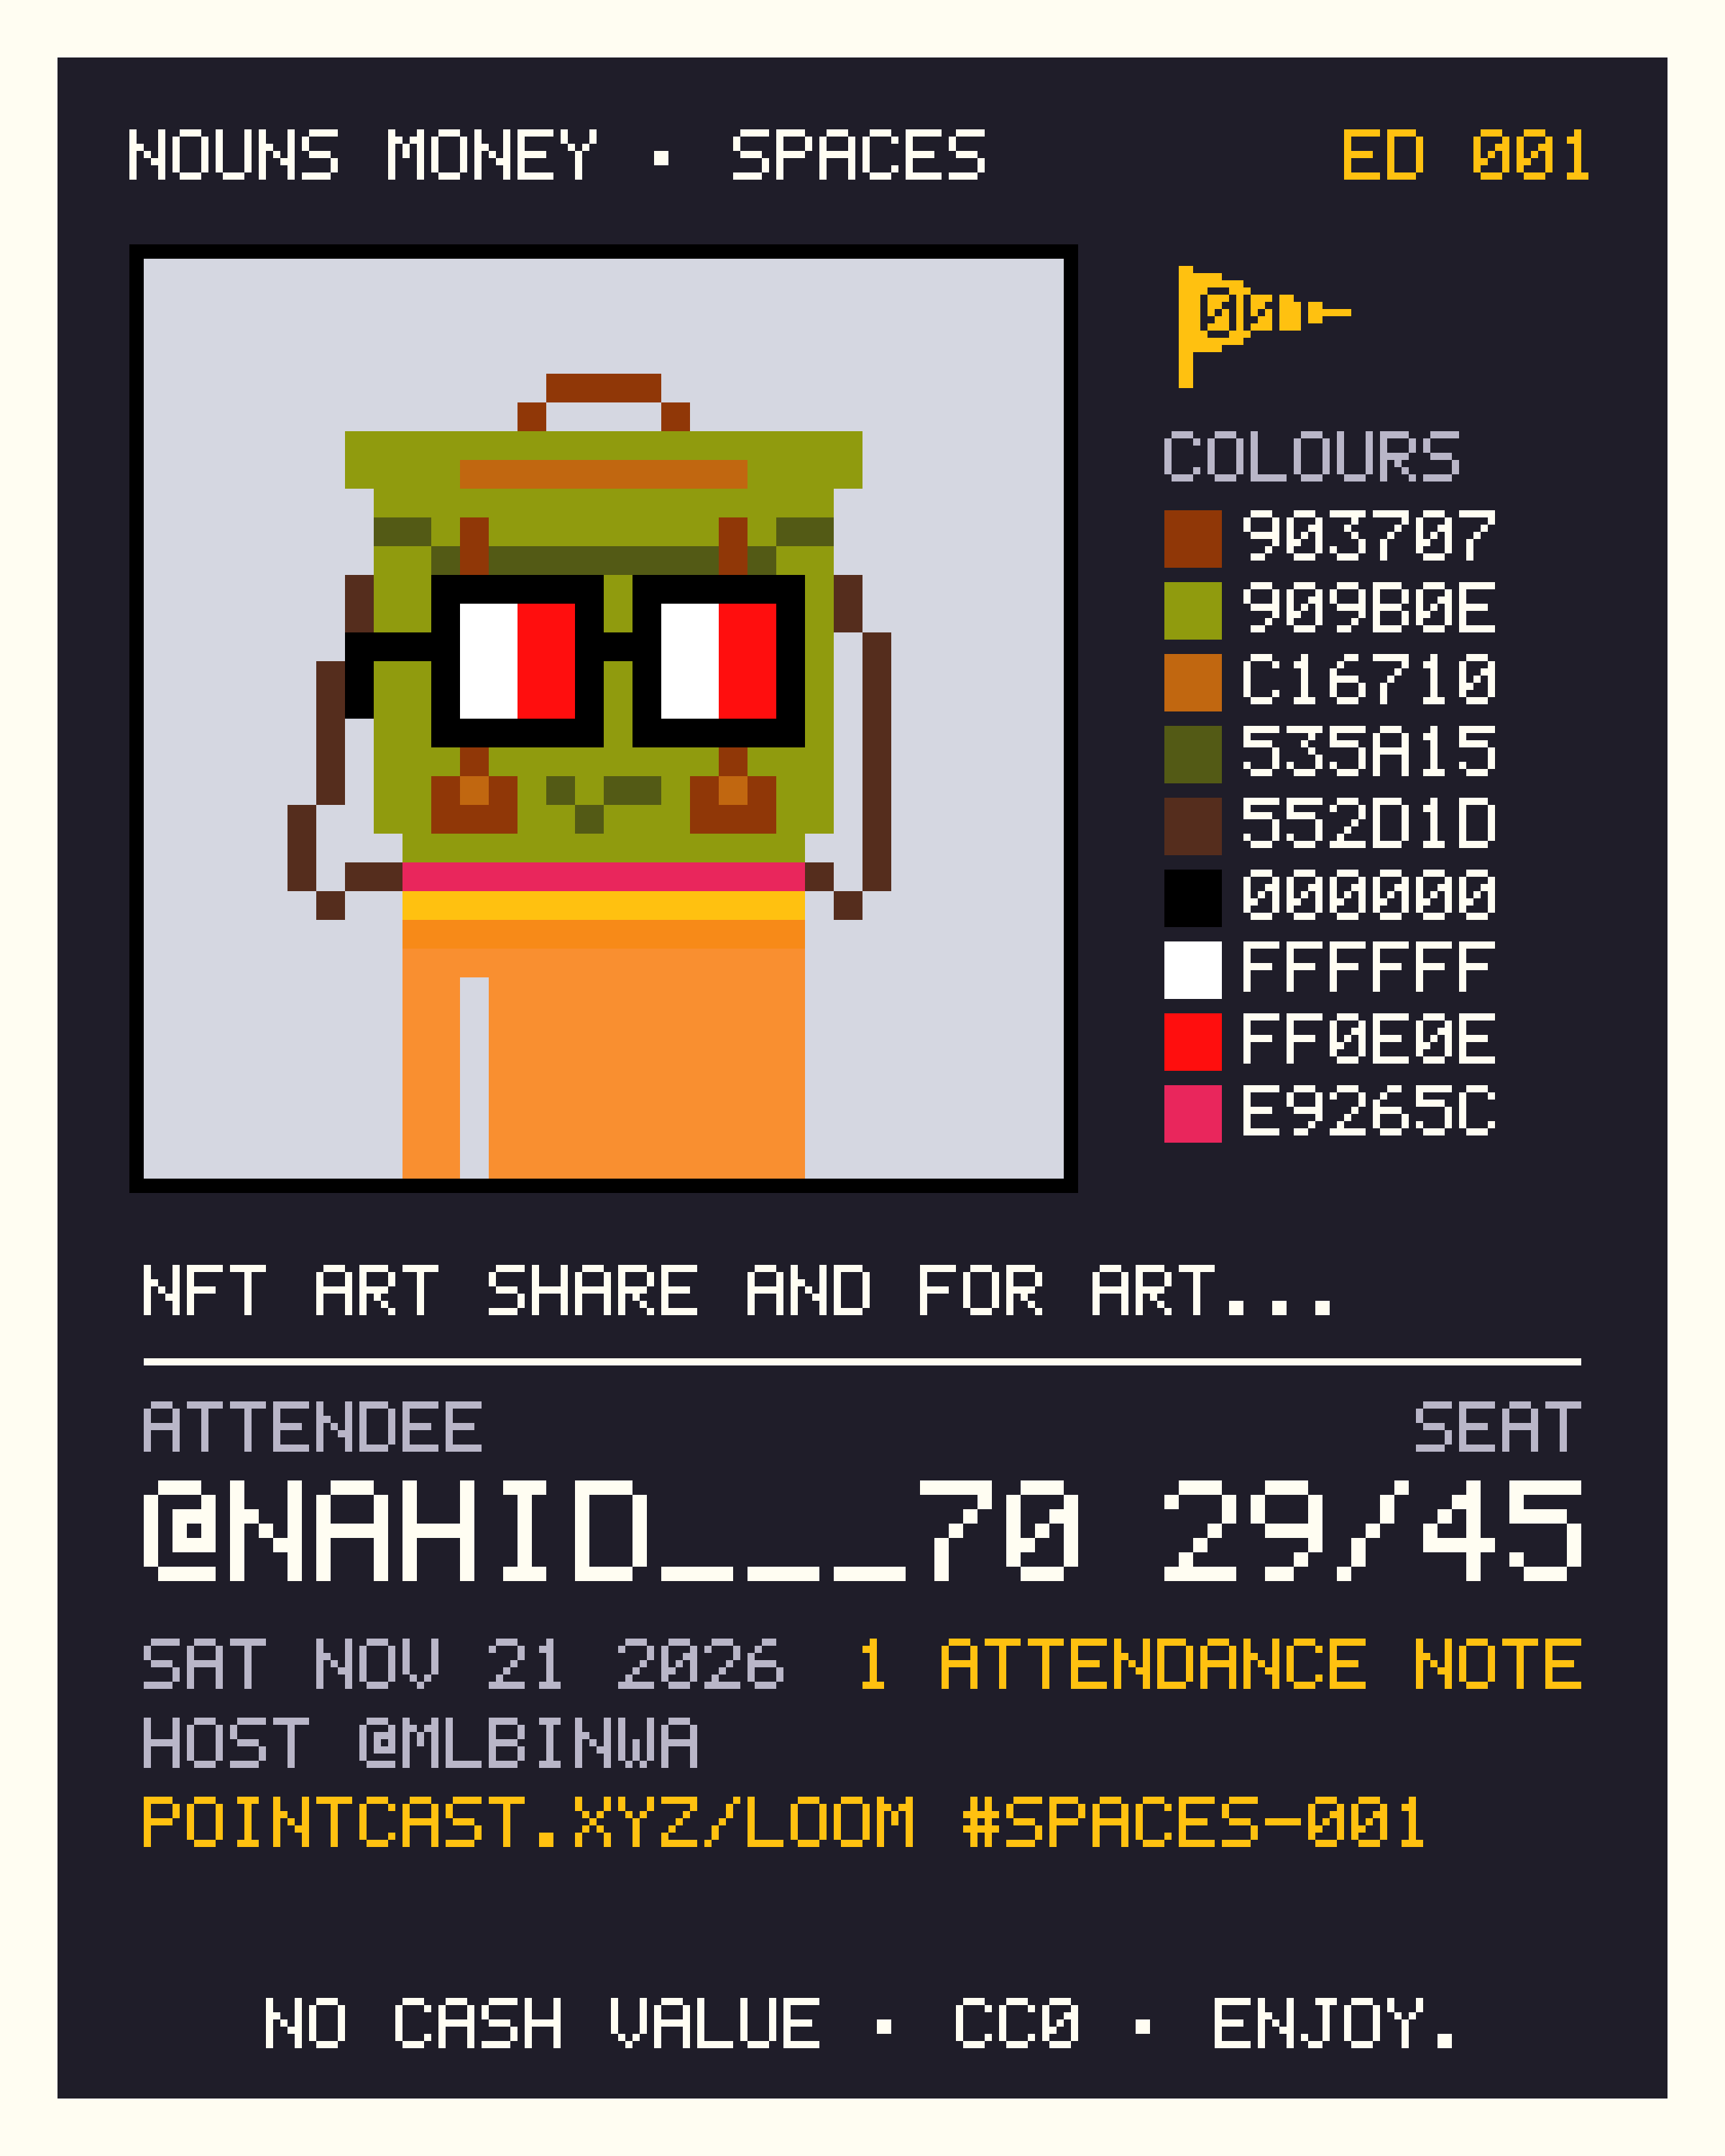 NOUNS MONEY · SPACES ED 001
001
COLOURS
903707
909B0E
C16710
535A15
552D1D
000000
FFFFFF
FF0E0E
E9265C
NFT ART SHARE AND FOR ART...
ATTENDEE SEAT
@NAHID___70 29/45
SAT NOV 21 2026 1 ATTENDANCE NOTE
HOST @MLBINWA
POINTCAST.XYZ/LOOM #SPACES-001
NO CASH VALUE · CC0 · ENJOY.